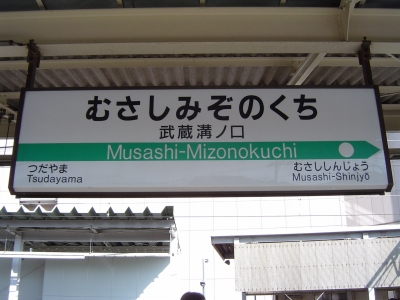 むさしみぞのくち
武蔵溝ノ口
Musashi-Mizonokuchi
つだやま
Tsudayama
むさししんじょう
Musashi-Shinjyō